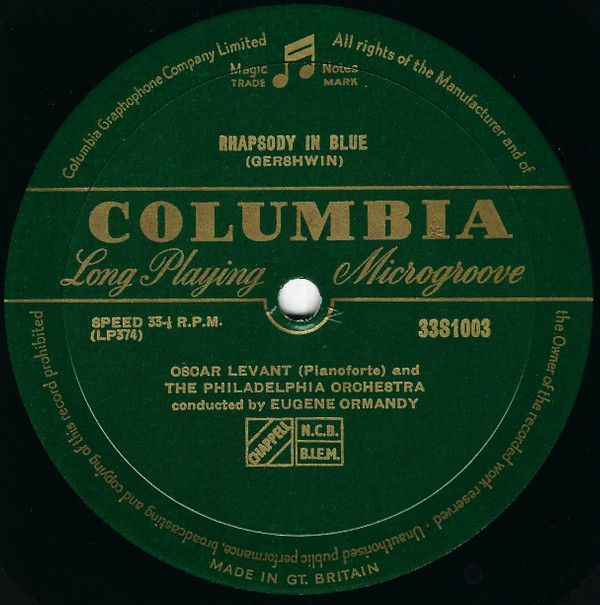 Columbia Graphophone Company Limited
All rights of the Manufacturer and of
the Owner of the recorded work reserved · Unauthorised public performance, broadcasting and copying of this record prohibited
Magic Notes
TRADE MARK
RHAPSODY IN BLUE
(GERSHWIN)
COLUMBIA
Long Playing Microgroove
SPEED 33-⅓ R.P.M.
(LP374)
33S1003
OSCAR LEVANT (Pianoforte) and
THE PHILADELPHIA ORCHESTRA
conducted by EUGENE ORMANDY
CHAPPELL
N.C.B.
B.I.E.M.
MADE IN GT. BRITAIN